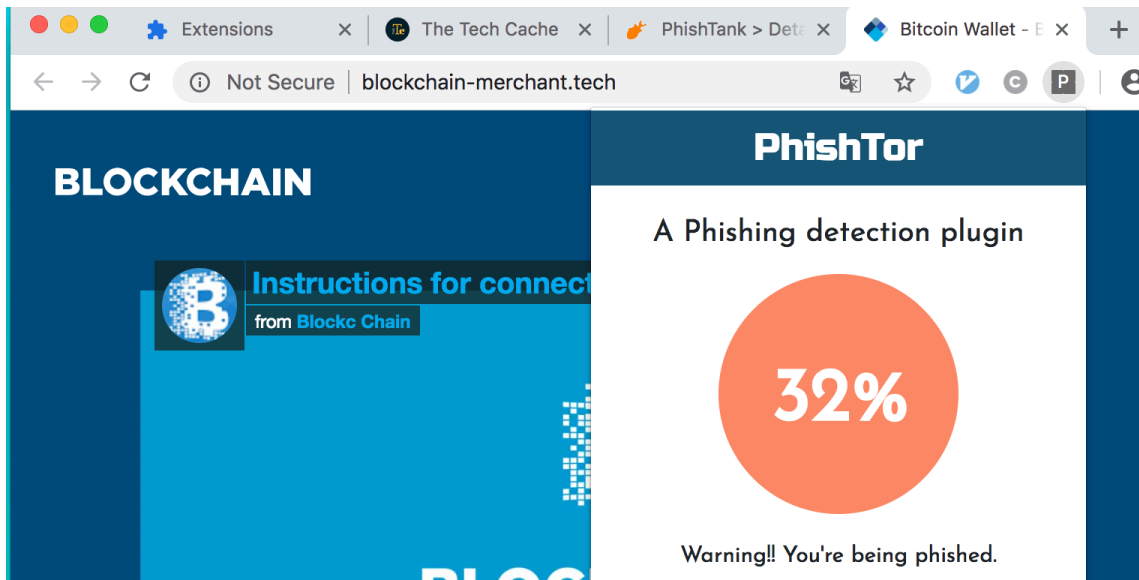 Extensions
The Tech Cache
PhishTank > Deta
Bitcoin Wallet - B
Not Secure
blockchain-merchant.tech
P
PhishTor
BLOCKCHAIN
A Phishing detection plugin
Instructions for connect
from Blockc Chain
32%
Warning!! You're being phished.